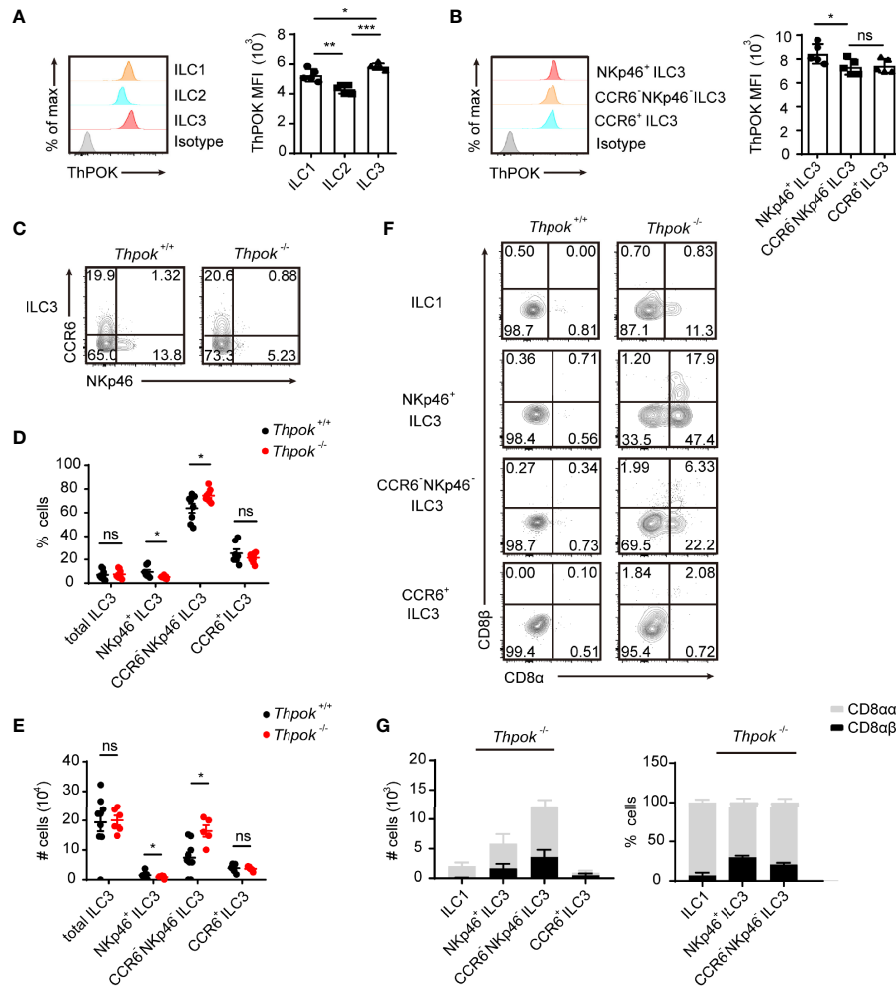 A
% of max
ILC1
ILC2
ILC3
Isotype
ThPOK
ThPOK MFI (10³)
8
6
4
2
0
*
**
***
ILC1
ILC2
ILC3
B
% of max
NKp46⁺ ILC3
CCR6⁻NKp46⁻ILC3
CCR6⁺ ILC3
Isotype
ThPOK
ThPOK MFI (10³)
10
8
6
4
2
0
*
ns
NKp46⁺ ILC3
CCR6⁻NKp46⁻ILC3
CCR6⁺ ILC3
C
Thpok +/+
Thpok -/-
ILC3
CCR6
19.9 1.32
65.0 13.8
20.6 0.88
73.3 5.23
NKp46
D
Thpok +/+
Thpok -/-
% cells
100
80
60
40
20
0
ns
*
*
ns
total ILC3
NKp46⁺ ILC3
CCR6⁻NKp46⁻ILC3
CCR6⁺ ILC3
E
Thpok +/+
Thpok -/-
# cells (10⁴)
40
30
20
10
0
ns
*
*
ns
total ILC3
NKp46⁺ ILC3
CCR6⁻NKp46⁻ILC3
CCR6⁺ ILC3
F
Thpok +/+
Thpok -/-
ILC1
0.50 0.00
98.7 0.81
0.70 0.83
87.1 11.3
NKp46⁺
ILC3
0.36 0.71
98.4 0.56
1.20 17.9
33.5 47.4
CCR6⁻NKp46⁻
ILC3
0.27 0.34
98.7 0.73
1.99 6.33
69.5 22.2
CCR6⁺
ILC3
0.00 0.10
99.4 0.51
1.84 2.08
95.4 0.72
CD8β
CD8α
G
CD8αα
CD8αβ
Thpok -/-
# cells (10³)
20
15
10
5
0
ILC1
NKp46⁺ ILC3
CCR6⁻NKp46⁻ILC3
CCR6⁺ ILC3
Thpok -/-
% cells
150
100
50
0
ILC1
NKp46⁺ ILC3
CCR6⁻NKp46⁻ILC3